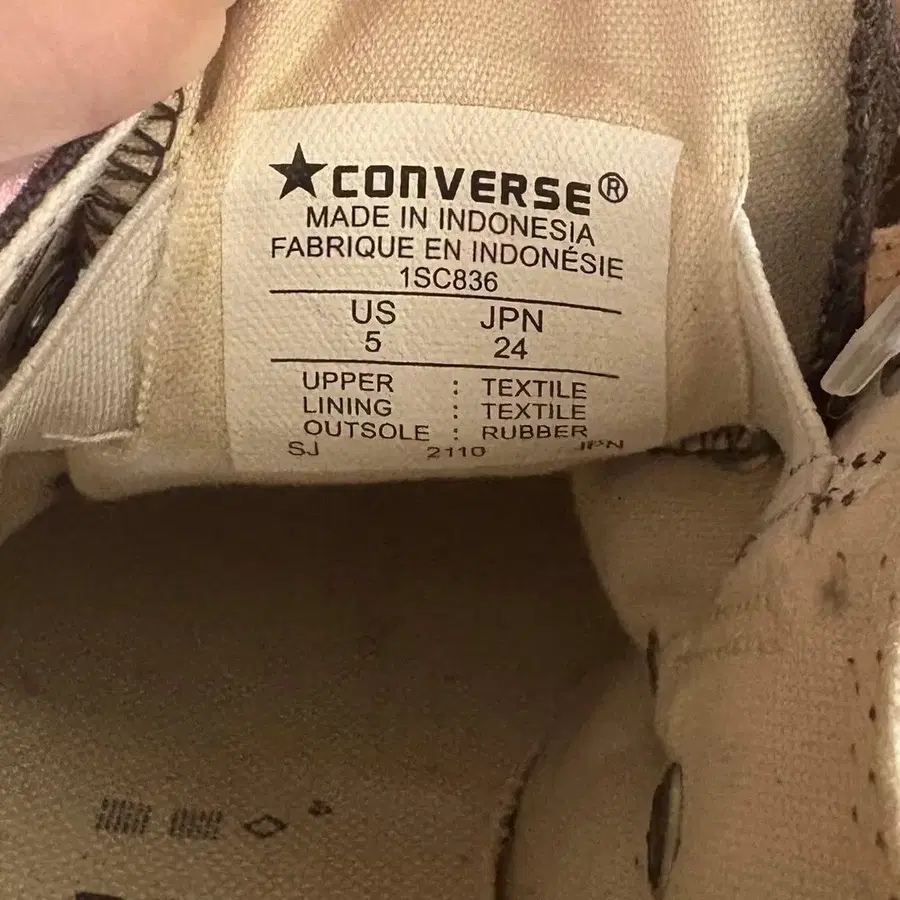 ★CONVERSE®
MADE IN INDONESIA
FABRIQUE EN INDONÉSIE
1SC836
US JPN
5 24
UPPER : TEXTILE
LINING : TEXTILE
OUTSOLE : RUBBER
SJ 2110 JPN